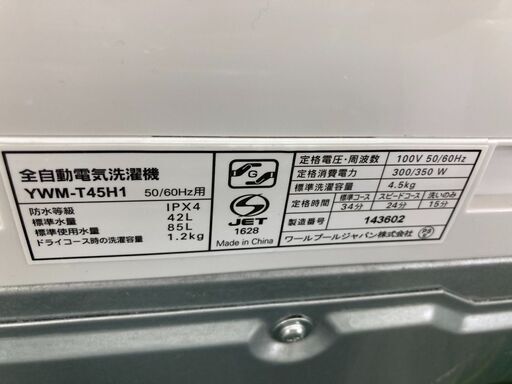 全自動電気洗濯機
YWM-T45H1 50/60Hz用
防水等級 IPX4
標準水量 42L
標準使用水量 85L
ドライコース時の洗濯容量 1.2kg
G
S
JET
1628
Made in China
定格電圧・周波数 100V 50/60Hz
定格消費電力 300/350 W
標準洗濯容量 4.5kg
定格時間 標準コース スピードコース 洗いのみ
34分 24分 15分
製造番号 143602
ワールプールジャパン株式会社